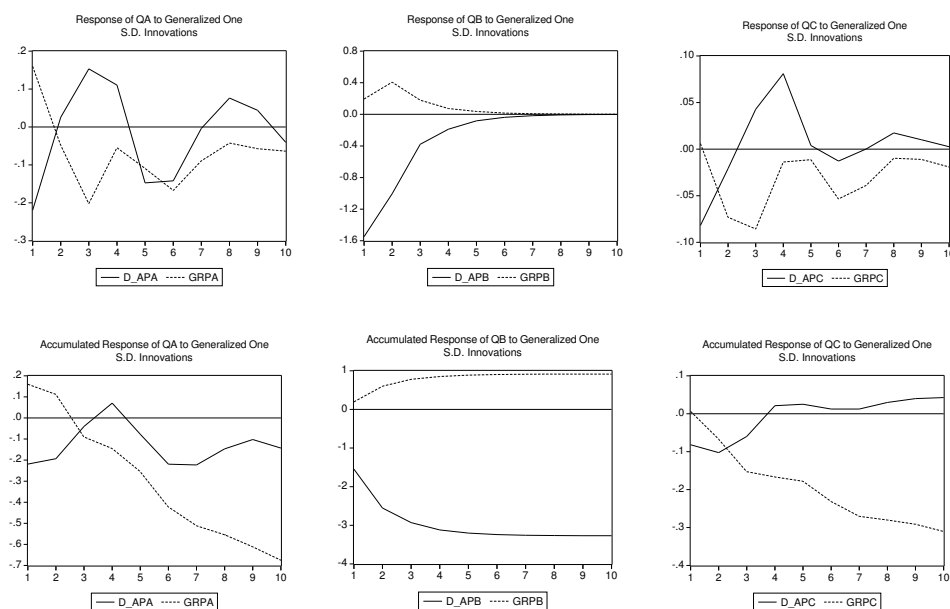 Response of QA to Generalized One
S.D. Innovations
.2
.1
.0
-.1
-.2
-.3
1 2 3 4 5 6 7 8 9 10
D_APA GRPA
Response of QB to Generalized One
S.D. Innovations
0.8
0.4
0.0
-0.4
-0.8
-1.2
-1.6
1 2 3 4 5 6 7 8 9 10
D_APB GRPB
Response of QC to Generalized One
S.D. Innovations
.10
.05
.00
-.05
-.10
1 2 3 4 5 6 7 8 9 10
D_APC GRPC
Accumulated Response of QA to Generalized One
S.D. Innovations
.2
.1
.0
-.1
-.2
-.3
-.4
-.5
-.6
-.7
1 2 3 4 5 6 7 8 9 10
D_APA GRPA
Accumulated Response of QB to Generalized One
S.D. Innovations
1
0
-1
-2
-3
-4
1 2 3 4 5 6 7 8 9 10
D_APB GRPB
Accumulated Response of QC to Generalized One
S.D. Innovations
.1
.0
-.1
-.2
-.3
-.4
1 2 3 4 5 6 7 8 9 10
D_APC GRPC